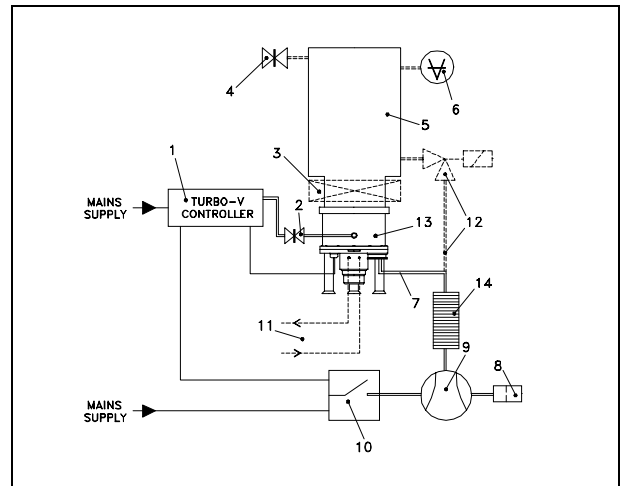 4
6
5
1
3
MAINS
SUPPLY
TURBO-V
CONTROLLER
2
13
12
7
14
11
9
8
MAINS
SUPPLY
10